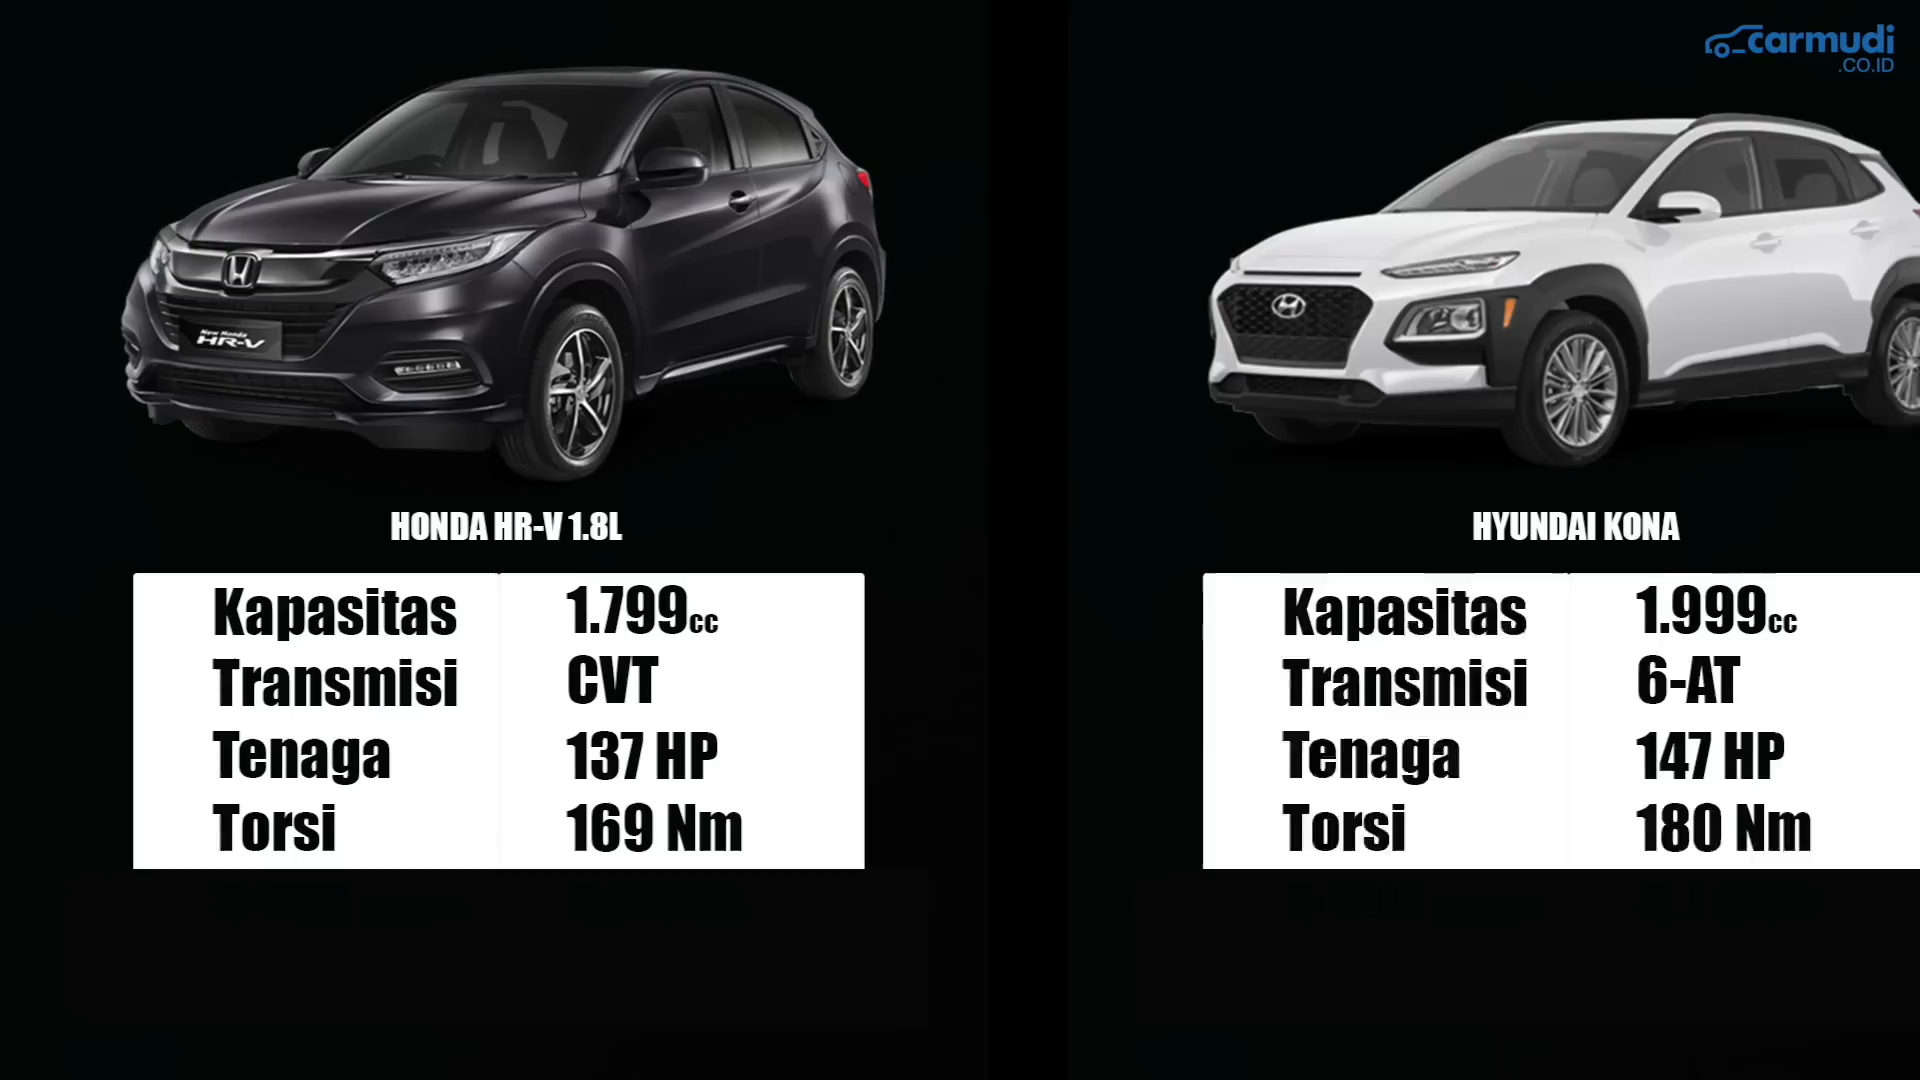 carmudi
.CO.ID
New Honda
HR-V
HONDA HR-V 1.8L
Kapasitas 1.799cc
Transmisi CVT
Tenaga 137 HP
Torsi 169 Nm
HYUNDAI KONA
Kapasitas 1.999cc
Transmisi 6-AT
Tenaga 147 HP
Torsi 180 Nm